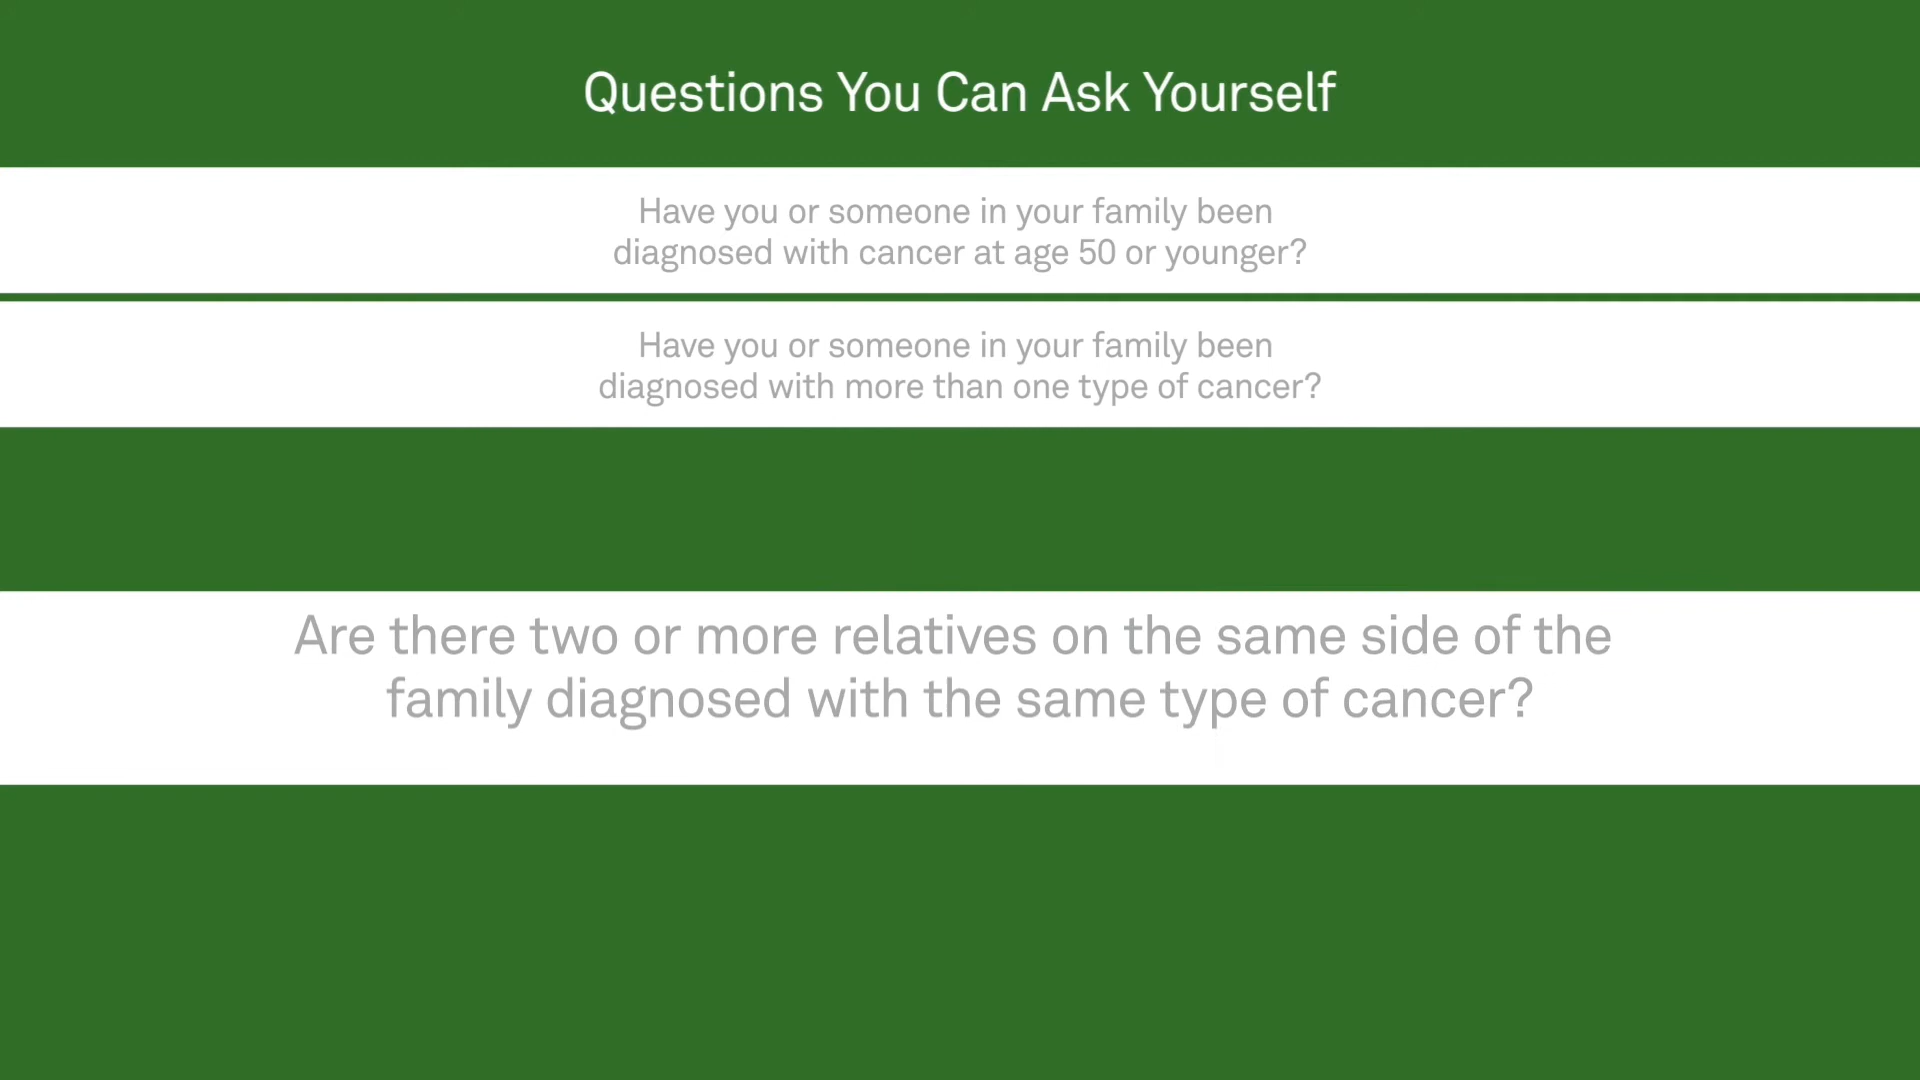 Questions You Can Ask Yourself
Have you or someone in your family been
diagnosed with cancer at age 50 or younger?
Have you or someone in your family been
diagnosed with more than one type of cancer?
Are there two or more relatives on the same side of the
family diagnosed with the same type of cancer?